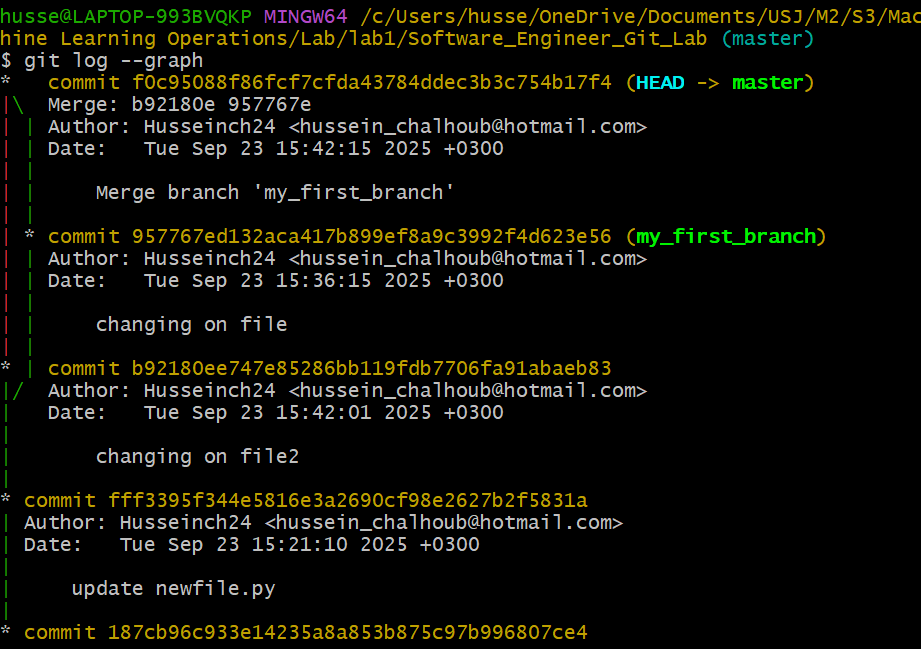 husse@LAPTOP-993BVQKP MINGW64 /c/Users/husse/OneDrive/Documents/USJ/M2/S3/Mac
hine Learning Operations/Lab/lab1/Software_Engineer_Git_Lab (master)
$ git log --graph
*   commit f0c95088f86fcf7cfda43784ddec3b3c754b17f4 (HEAD -> master)
|\  Merge: b92180e 957767e
| | Author: Husseinch24 <hussein_chalhoub@hotmail.com>
| | Date:   Tue Sep 23 15:42:15 2025 +0300
| |
| |     Merge branch 'my_first_branch'
| |
| * commit 957767ed132aca417b899ef8a9c3992f4d623e56 (my_first_branch)
| | Author: Husseinch24 <hussein_chalhoub@hotmail.com>
| | Date:   Tue Sep 23 15:36:15 2025 +0300
| |
| |     changing on file
| |
* | commit b92180ee747e85286bb119fdb7706fa91abaeb83
|/  Author: Husseinch24 <hussein_chalhoub@hotmail.com>
|   Date:   Tue Sep 23 15:42:01 2025 +0300
|
|       changing on file2
|
* commit fff3395f344e5816e3a2690cf98e2627b2f5831a
| Author: Husseinch24 <hussein_chalhoub@hotmail.com>
| Date:   Tue Sep 23 15:21:10 2025 +0300
|
|     update newfile.py
|
* commit 187cb96c933e14235a8a853b875c97b996807ce4